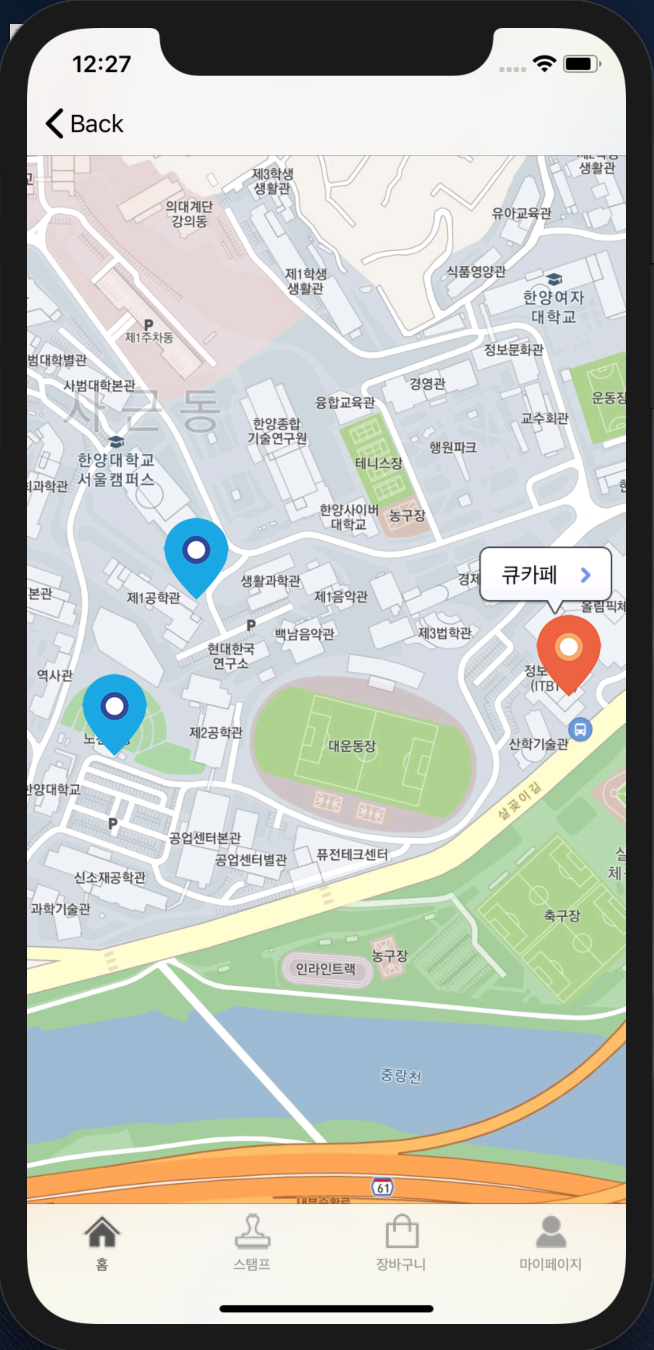 12:27
Back
제3학생
생활관
생활관
의대계단
강의동
유아교육관
제1학생
생활관
식품영양관
한양여자
대학교
P
제1주차동
정보문화관
범대학별관
사범대학본관
사근동
경영관
운동장
융합교육관
교수회관
한양종합
기술연구원
행원파크
한양대학교
서울캠퍼스
테니스장
의과학관
한양사이버
대학교
농구장
큐카페
생활과학관
경제
본관
제1공학관
제1음악관
올림픽체
P
백남음악관
제3법학관
현대한국
연구소
역사관
정보
(ITBT
제2공학관
대운동장
산학기술관
한양대학교
살곶이길
P
공업센터본관
공업센터별관
퓨전테크센터
신소재공학관
과학기술관
축구장
농구장
인라인트랙
중랑천
61
내부순환로
홈
스탬프
장바구니
마이페이지